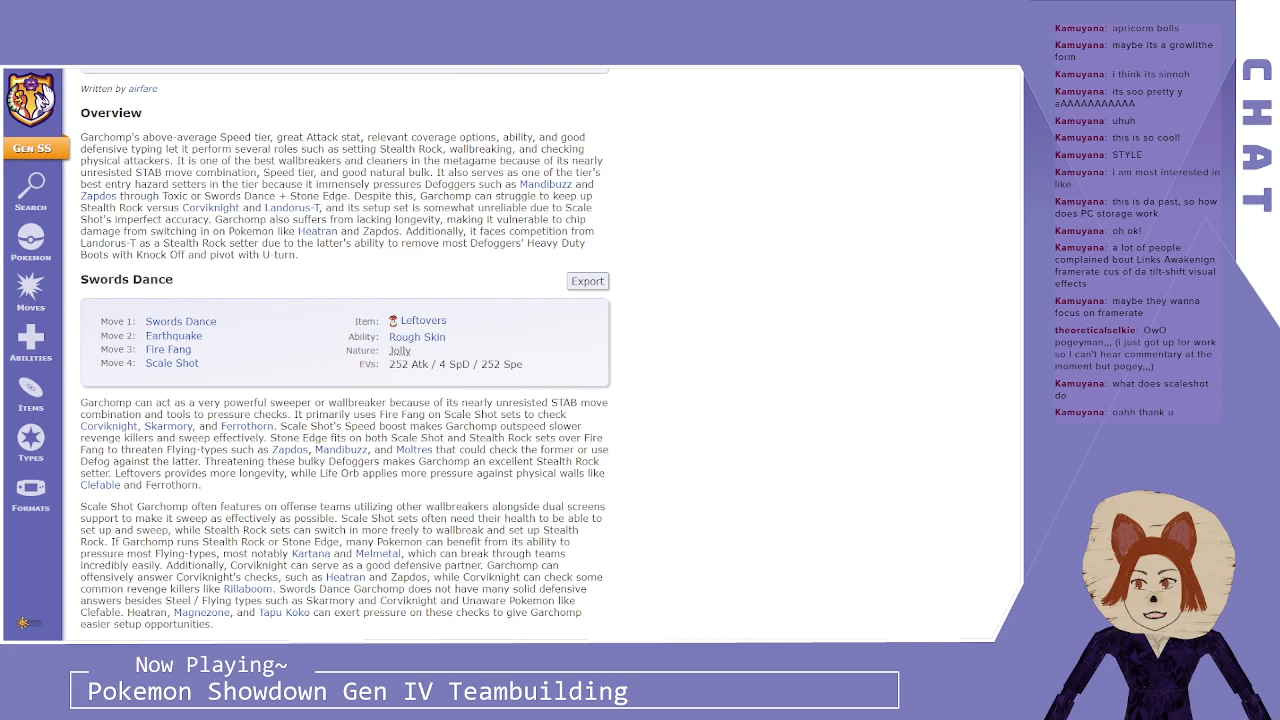 GEN SS
SEARCH
POKEMON
MOVES
ABILITIES
ITEMS
TYPES
FORMATS
Written by airfare
Overview
Garchomp's above-average Speed tier, great Attack stat, relevant coverage options, ability, and good
defensive typing let it perform several roles such as setting Stealth Rock, wallbreaking, and checking
physical attackers. It is one of the best wallbreakers and cleaners in the metagame because of its nearly
unresisted STAB move combination, Speed tier, and good natural bulk. It also serves as one of the tier's
best entry hazard setters in the tier because it immensely pressures Defoggers such as Mandibuzz and
Zapdos through Toxic or Swords Dance + Stone Edge. Despite this, Garchomp can struggle to keep up
Stealth Rock versus Corviknight and Landorus-T, and its setup set is somewhat unreliable due to Scale
Shot's imperfect accuracy. Garchomp also suffers from lacking longevity, making it vulnerable to chip
damage from switching in on Pokemon like Heatran and Zapdos. Additionally, it faces competition from
Landorus-T as a Stealth Rock setter due to the latter's ability to remove most Defoggers' Heavy Duty
Boots with Knock Off and pivot with U-turn.
Swords Dance
Export
Move 1: Swords Dance
Move 2: Earthquake
Move 3: Fire Fang
Move 4: Scale Shot
Item: Leftovers
Ability: Rough Skin
Nature: Jolly
EVs: 252 Atk / 4 SpD / 252 Spe
Garchomp can act as a very powerful sweeper or wallbreaker because of its nearly unresisted STAB move
combination and tools to pressure checks. It primarily uses Fire Fang on Scale Shot sets to check
Corviknight, Skarmory, and Ferrothorn. Scale Shot's Speed boost makes Garchomp outspeed slower
revenge killers and sweep effectively. Stone Edge fits on both Scale Shot and Stealth Rock sets over Fire
Fang to threaten Flying-types such as Zapdos, Mandibuzz, and Moltres that could check the former or use
Defog against the latter. Threatening these bulky Defoggers makes Garchomp an excellent Stealth Rock
setter. Leftovers provides more longevity, while Life Orb applies more pressure against physical walls like
Clefable and Ferrothorn.
Scale Shot Garchomp often features on offense teams utilizing other wallbreakers alongside dual screens
support to make it sweep as effectively as possible. Scale Shot sets often need their health to be able to
set up and sweep, while Stealth Rock sets can switch in more freely to wallbreak and set up Stealth
Rock. If Garchomp runs Stealth Rock or Stone Edge, many Pokemon can benefit from its ability to
pressure most Flying-types, most notably Kartana and Melmetal, which can break through teams
incredibly easily. Additionally, Corviknight can serve as a good defensive partner. Garchomp can
offensively answer Corviknight's checks, such as Heatran and Zapdos, while Corviknight can check some
common revenge killers like Rillaboom. Swords Dance Garchomp does not have many solid defensive
answers besides Steel / Flying types such as Skarmory and Corviknight and Unaware Pokemon like
Clefable. Heatran, Magnezone, and Tapu Koko can exert pressure on these checks to give Garchomp
easier setup opportunities.
Now Playing~
Pokemon Showdown Gen IV Teambuilding
Kamuyana: apricorn bolls
Kamuyana: maybe its a growlithe
form
Kamuyana: i think its sinnoh
Kamuyana: its soo pretty y
aAAAAAAAAAAA
Kamuyana: uhuh
Kamuyana: this is so cool!
Kamuyana: STYLE
Kamuyana: i am most interested in
like
Kamuyana: this is da past, so how
does PC storage work
Kamuyana: oh ok!
Kamuyana: a lot of people
complained bout Links Awakenign
framerate cus of da tilt-shift visual
effects
Kamuyana: maybe they wanna
focus on framerate
theoreticalselkie: OwO
pogeyman,,, (i just got up for work
so I can't hear commentary at the
moment but pogey,,,)
Kamuyana: what does scaleshot
do
Kamuyana: oahh thank u
CHAT